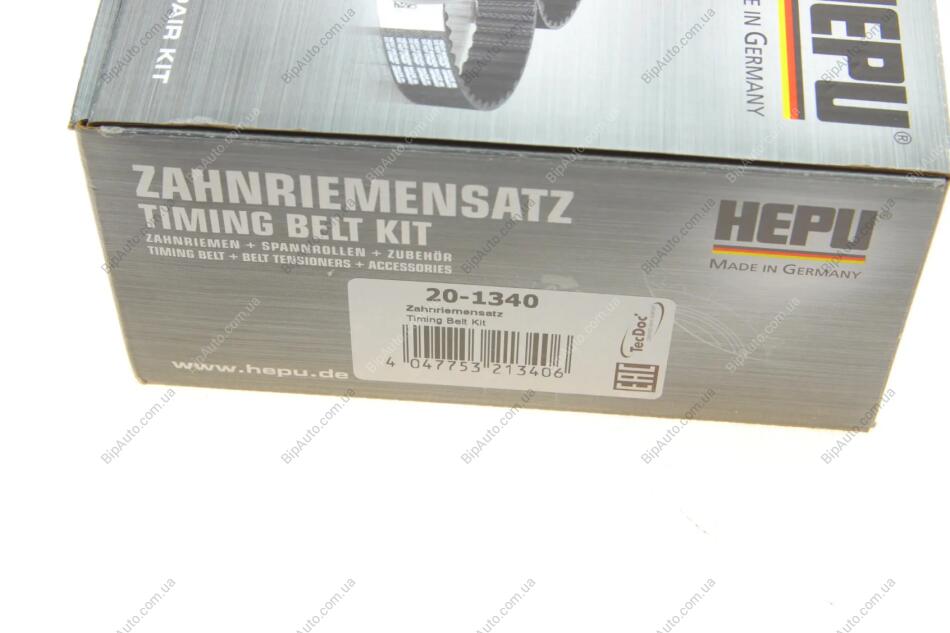 AIR KIT
MADE IN GERMANY
HEPU®
ZAHNRIEMENSATZ
TIMING BELT KIT
ZAHNRIEMEN + SPANNROLLEN + ZUBEHÖR
TIMING BELT + BELT TENSIONERS + ACCESSORIES
HEPU®
MADE IN GERMANY
20-1340
Zahnriemensatz
Timing Belt Kit
4 047753 213406
TecDoc
EAC
www.hepu.de
BipAuto.com.ua